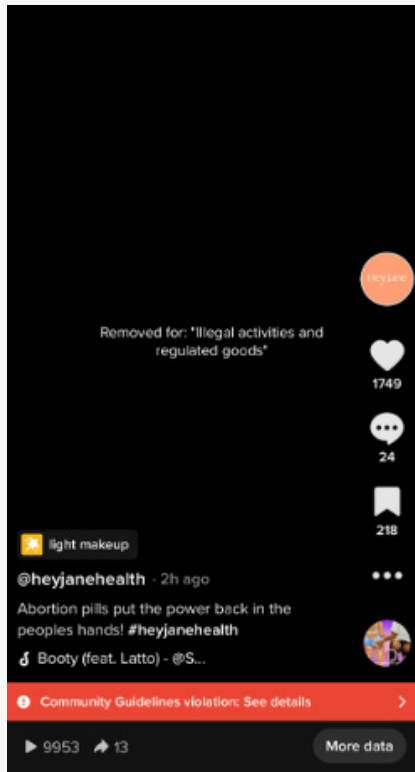 HeyJane
Removed for: "Illegal activities and
regulated goods"
1749
24
218
light makeup
@heyjanehealth · 2h ago
Abortion pills put the power back in the
peoples hands! #heyjanehealth
Booty (feat. Latto) - @S...
Community Guidelines violation: See details
9953 13 More data